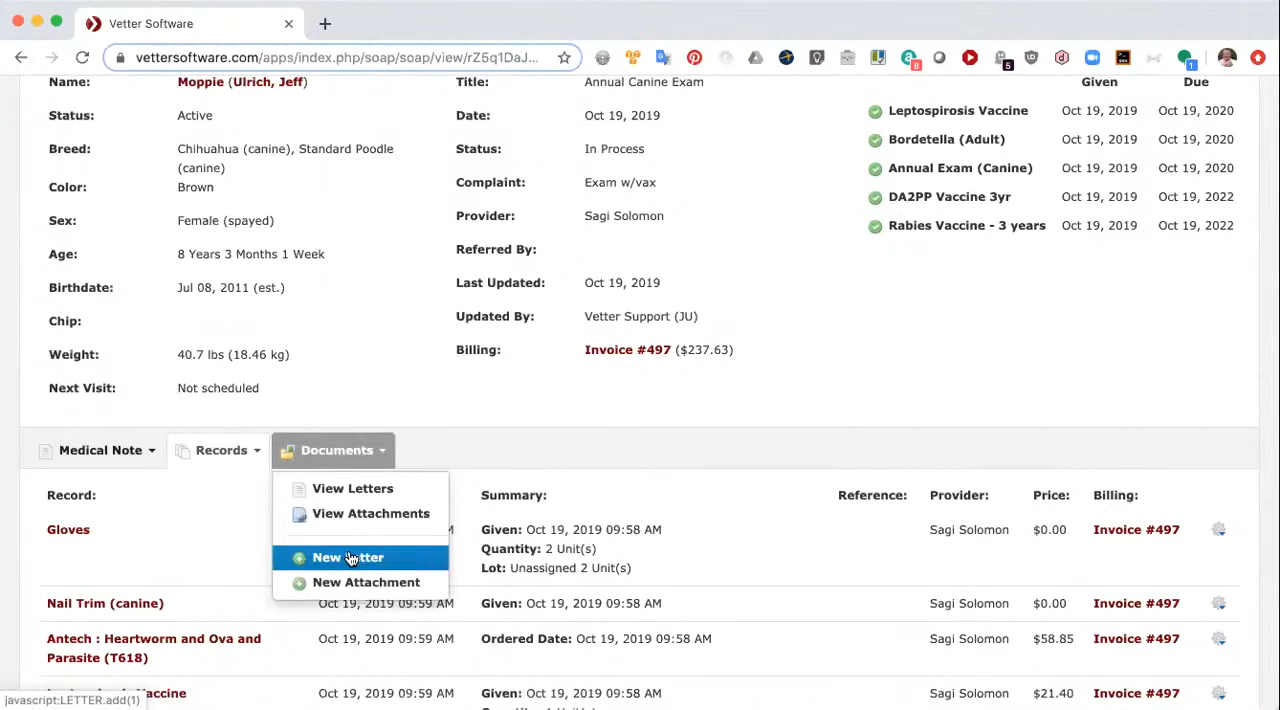 Vetter Software
vettersoftware.com/apps/index.php/soap/soap/view/rZ5q1DaJ...
8
5
1
Name: Moppie (Ulrich, Jeff)
Status: Active
Breed: Chihuahua (canine), Standard Poodle
(canine)
Color: Brown
Sex: Female (spayed)
Age: 8 Years 3 Months 1 Week
Birthdate: Jul 08, 2011 (est.)
Chip:
Weight: 40.7 lbs (18.46 kg)
Next Visit: Not scheduled
Title: Annual Canine Exam
Date: Oct 19, 2019
Status: In Process
Complaint: Exam w/vax
Provider: Sagi Solomon
Referred By:
Last Updated: Oct 19, 2019
Updated By: Vetter Support (JU)
Billing: Invoice #497 ($237.63)
Given Due
Leptospirosis Vaccine Oct 19, 2019 Oct 19, 2020
Bordetella (Adult) Oct 19, 2019 Oct 19, 2020
Annual Exam (Canine) Oct 19, 2019 Oct 19, 2020
DA2PP Vaccine 3yr Oct 19, 2019 Oct 19, 2022
Rabies Vaccine - 3 years Oct 19, 2019 Oct 19, 2022
Medical Note Records Documents
View Letters
View Attachments
New
New Attachment
Record: Summary: Reference: Provider: Price: Billing:
Gloves M Given: Oct 19, 2019 09:58 AM Sagi Solomon $0.00 Invoice #497
Quantity: 2 Unit(s)
Lot: Unassigned 2 Unit(s)
Nail Trim (canine) Oct 19, 2019 09:59 AM Given: Oct 19, 2019 09:58 AM Sagi Solomon $0.00 Invoice #497
Antech : Heartworm and Ova and Oct 19, 2019 09:59 AM Ordered Date: Oct 19, 2019 09:58 AM Sagi Solomon $58.85 Invoice #497
Parasite (T618)
Vaccine Oct 19, 2019 09:59 AM Given: Oct 19, 2019 09:58 AM Sagi Solomon $21.40 Invoice #497
javascript:LETTER.add(1)